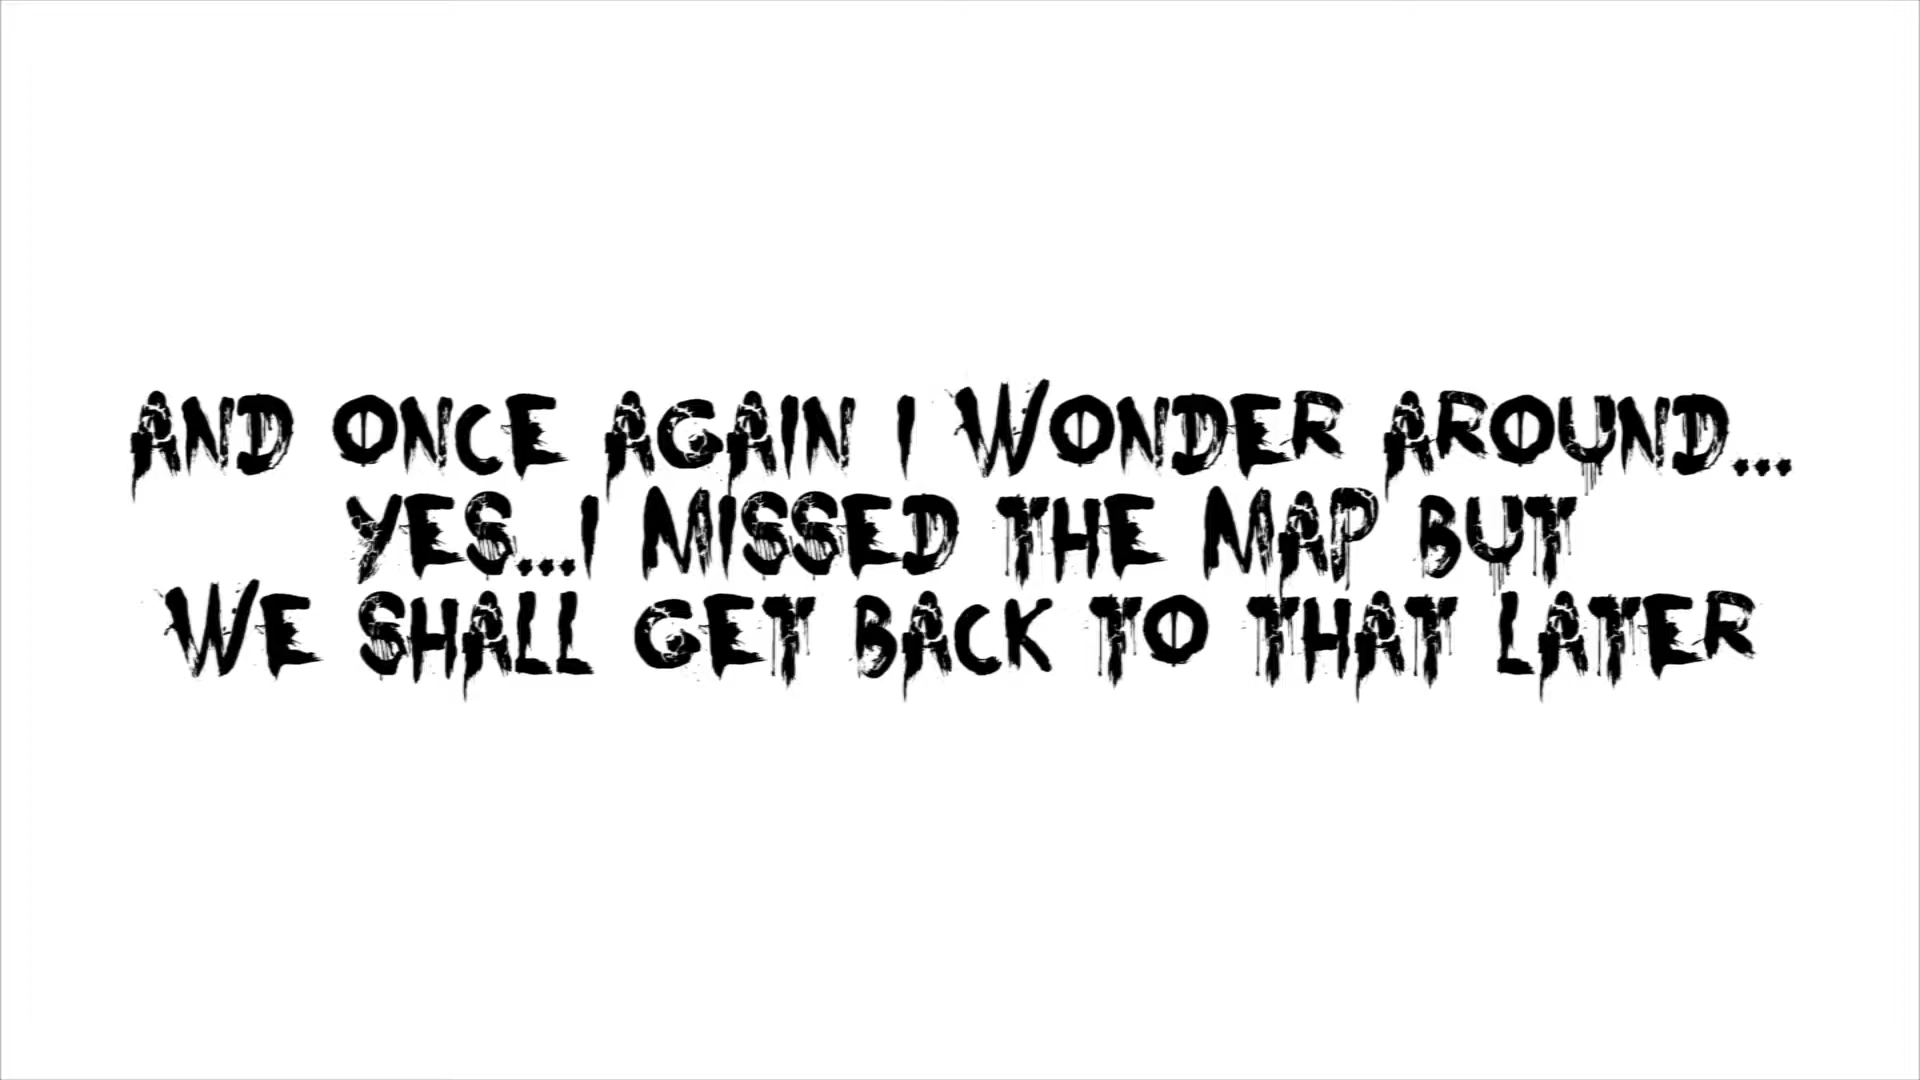 And once again I Wonder around...
yes...I Missed the Map but
We shall get back to that later